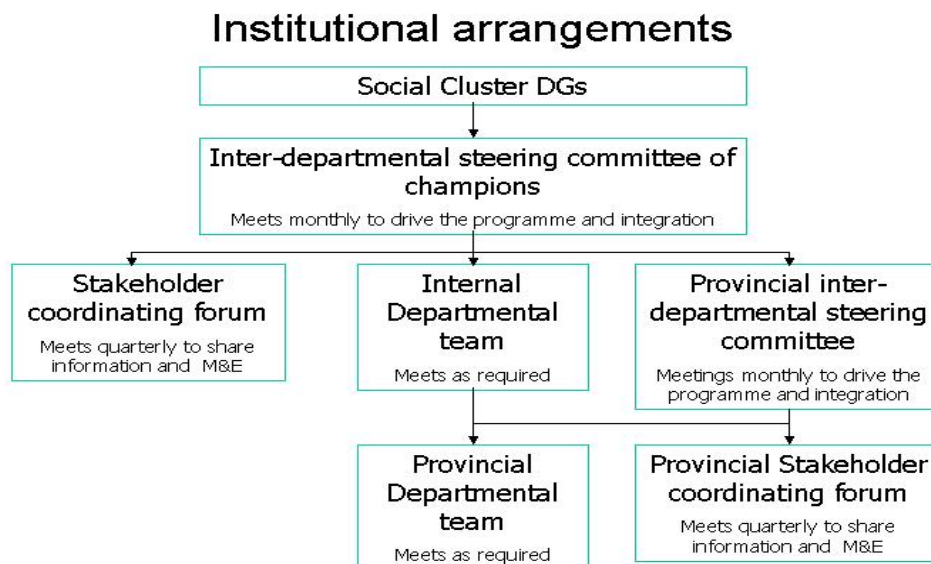 Institutional arrangements
Social Cluster DGs
Inter-departmental steering committee of
champions
Meets monthly to drive the programme and integration
Stakeholder
coordinating forum
Meets quarterly to share
information and M&E
Internal
Departmental
team
Meets as required
Provincial inter-
departmental steering
committee
Meetings monthly to drive the
programme and integration
Provincial
Departmental
team
Meets as required
Provincial Stakeholder
coordinating forum
Meets quarterly to share
information and M&E